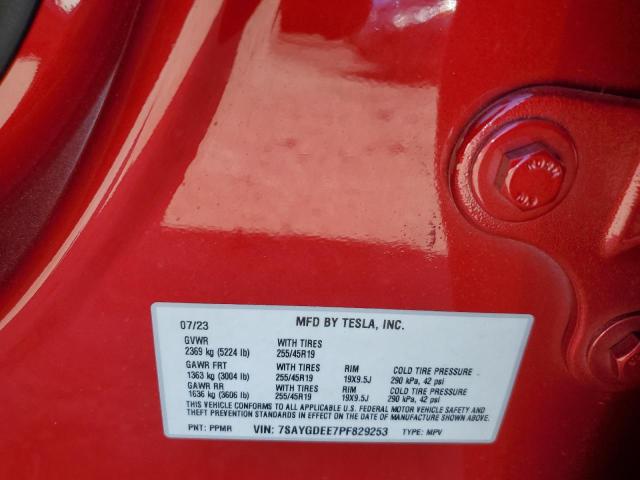 07/23 MFD BY TESLA, INC.
GVWR WITH TIRES
2369 kg (5224 lb) 255/45R19
GAWR FRT WITH TIRES RIM COLD TIRE PRESSURE
1363 kg (3004 lb) 255/45R19 19X9.5J 290 kPa, 42 psi
GAWR RR WITH TIRES RIM COLD TIRE PRESSURE
1636 kg (3606 lb) 255/45R19 19X9.5J 290 kPa, 42 psi
THIS VEHICLE CONFORMS TO ALL APPLICABLE U.S. FEDERAL MOTOR VEHICLE SAFETY AND
THEFT PREVENTION STANDARDS IN EFFECT ON THE DATE OF MANUFACTURE SHOWN ABOVE.
PNT: PPMR VIN: 7SAYGDEE7PF829253 TYPE: MPV